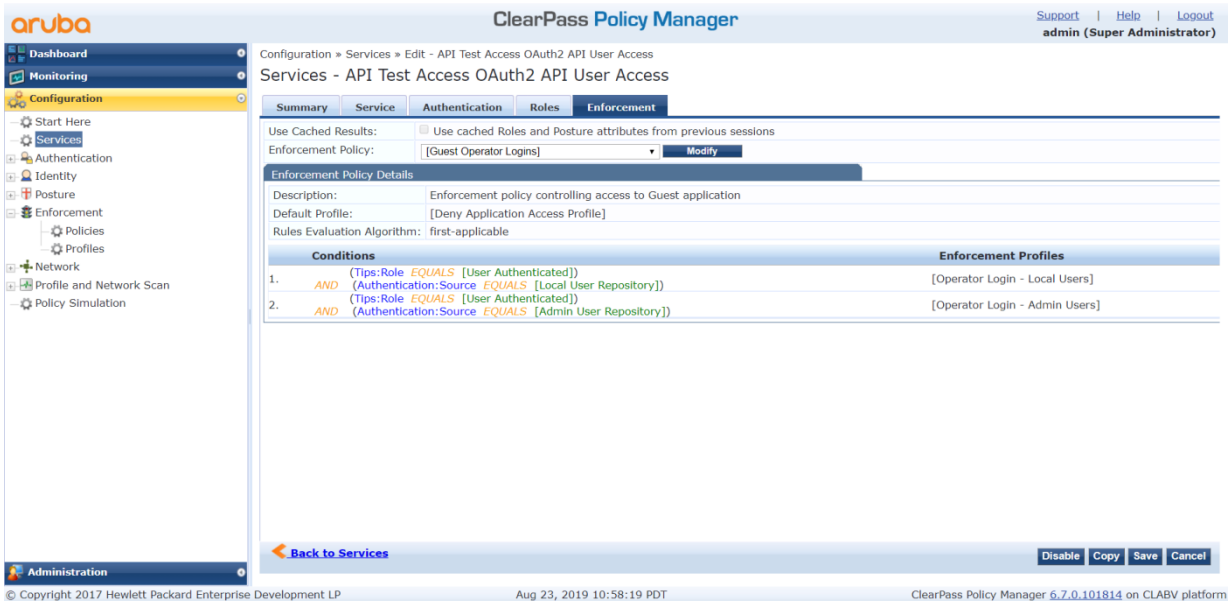 aruba
ClearPass Policy Manager
Support | Help | Logout
admin (Super Administrator)
Dashboard
Monitoring
Configuration
Start Here
Services
Authentication
Identity
Posture
Enforcement
Policies
Profiles
Network
Profile and Network Scan
Policy Simulation
Administration
Configuration » Services » Edit - API Test Access OAuth2 API User Access
Services - API Test Access OAuth2 API User Access
Summary Service Authentication Roles Enforcement
Use Cached Results: Use cached Roles and Posture attributes from previous sessions
Enforcement Policy: [Guest Operator Logins] Modify
Enforcement Policy Details
Description: Enforcement policy controlling access to Guest application
Default Profile: [Deny Application Access Profile]
Rules Evaluation Algorithm: first-applicable
Conditions Enforcement Profiles
(Tips:Role EQUALS [User Authenticated])
1. AND (Authentication:Source EQUALS [Local User Repository]) [Operator Login - Local Users]
(Tips:Role EQUALS [User Authenticated])
2. AND (Authentication:Source EQUALS [Admin User Repository]) [Operator Login - Admin Users]
Back to Services
Disable Copy Save Cancel
© Copyright 2017 Hewlett Packard Enterprise Development LP Aug 23, 2019 10:58:19 PDT ClearPass Policy Manager 6.7.0.101814 on CLABV platform